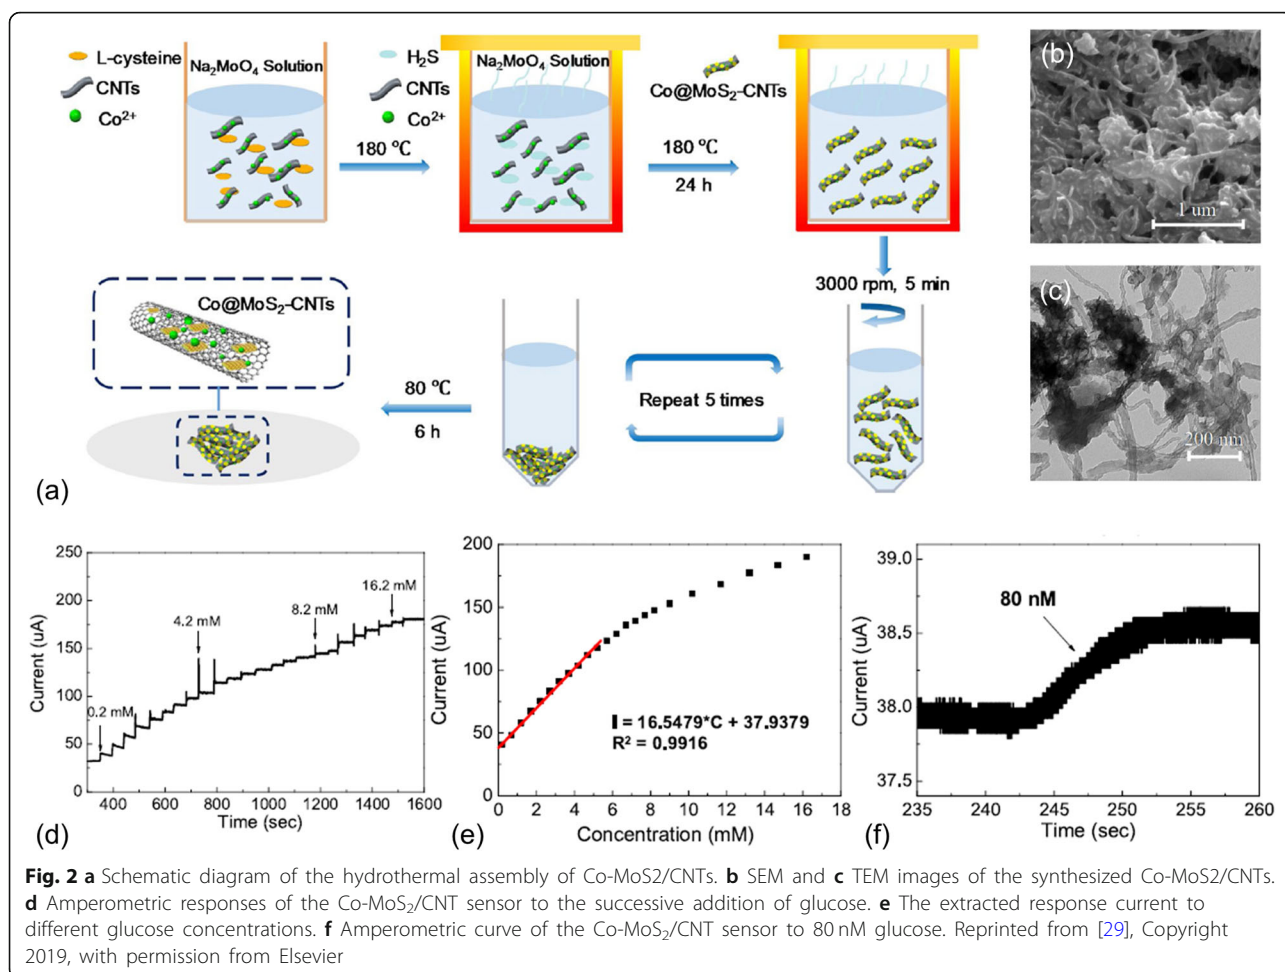 L-cysteine
CNTs
Co2+
Na2MoO4 Solution
180 ℃
H2S
CNTs
Co2+
Na2MoO4 Solution
Co@MoS2-CNTs
180 ℃
24 h
3000 rpm, 5 min
Repeat 5 times
80 ℃
6 h
Co@MoS2-CNTs
(a)
(b)
1 um
(c)
200 nm
250
200
150
100
50
0
Current (uA)
0.2 mM
4.2 mM
8.2 mM
16.2 mM
400 600 800 1000 1200 1400 1600
Time (sec)
(d)
200
150
100
50
0
Current (uA)
I = 16.5479*C + 37.9379
R² = 0.9916
0 2 4 6 8 10 12 14 16 18
Concentration (mM)
(e)
39.0
38.5
38.0
37.5
Current (uA)
80 nM
235 240 245 250 255 260
Time (sec)
(f)
Fig. 2 a Schematic diagram of the hydrothermal assembly of Co-MoS2/CNTs. b SEM and c TEM images of the synthesized Co-MoS2/CNTs.
d Amperometric responses of the Co-MoS2/CNT sensor to the successive addition of glucose. e The extracted response current to
different glucose concentrations. f Amperometric curve of the Co-MoS2/CNT sensor to 80 nM glucose. Reprinted from [29], Copyright
2019, with permission from Elsevier